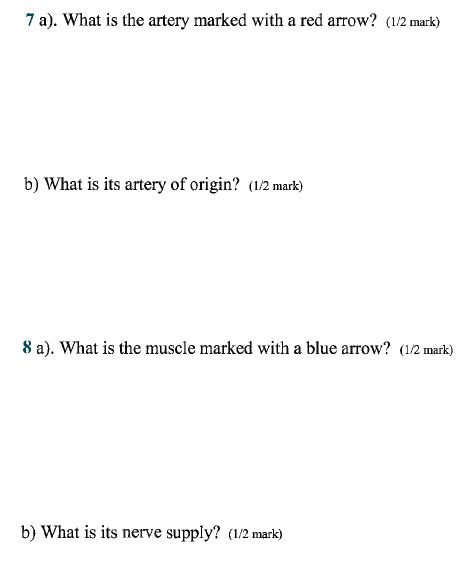 7 a). What is the artery marked with a red arrow? (1/2 mark)
b) What is its artery of origin? (1/2 mark)
8 a). What is the muscle marked with a blue arrow? (1/2 mark)
b) What is its nerve supply? (1/2 mark)